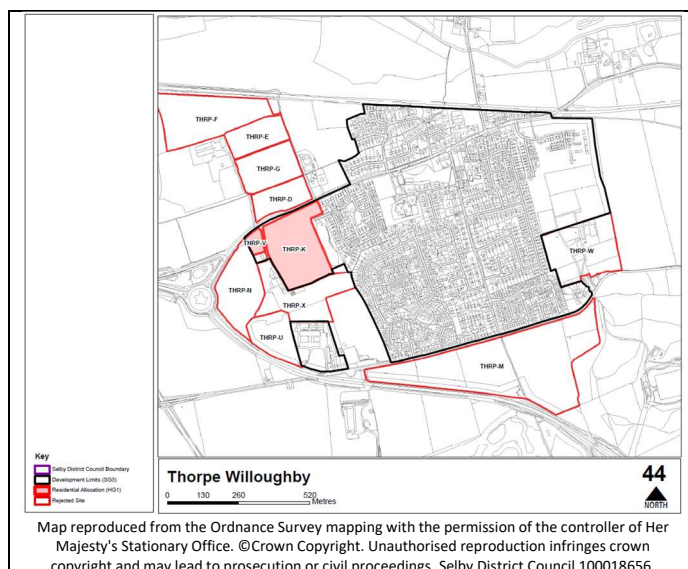 THRP-F
THRP-E
THRP-G
THRP-D
THRP-V
THRP-K
THRP-W
THRP-N
THRP-X
THRP-U
THRP-M
Key
Selby District Council Boundary
Development Limits (SG3)
Residential Allocation (HG1)
Rejected Site
Thorpe Willoughby
0 130 260 520
Metres
44
NORTH
Map reproduced from the Ordnance Survey mapping with the permission of the controller of Her
Majesty's Stationary Office. ©Crown Copyright. Unauthorised reproduction infringes crown
copyright and may lead to prosecution or civil proceedings. Selby District Council 100018656